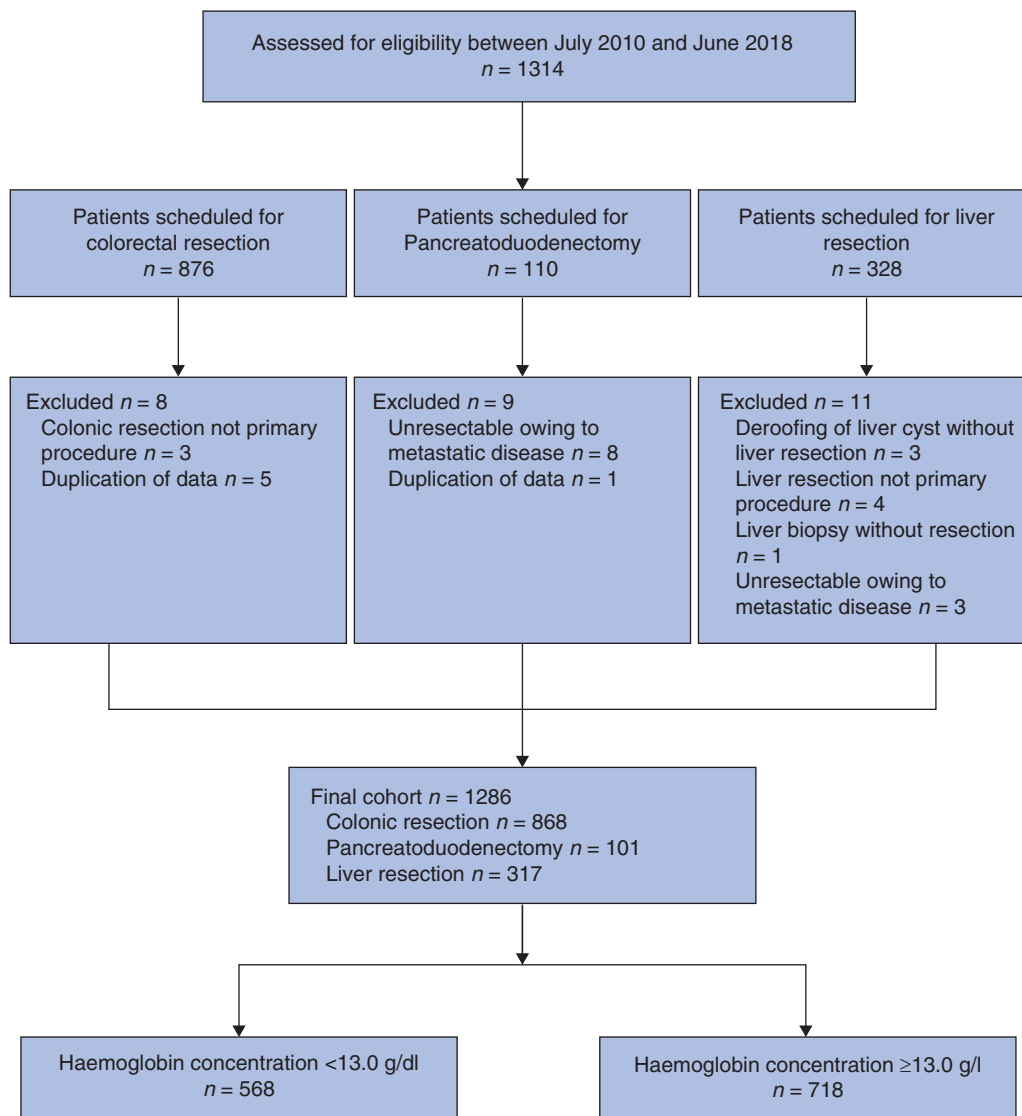 Assessed for eligibility between July 2010 and June 2018
n = 1314
Patients scheduled for
colorectal resection
n = 876
Patients scheduled for
Pancreatoduodenectomy
n = 110
Patients scheduled for liver
resection
n = 328
Excluded n = 8
Colonic resection not primary
procedure n = 3
Duplication of data n = 5
Excluded n = 9
Unresectable owing to
metastatic disease n = 8
Duplication of data n = 1
Excluded n = 11
Deroofing of liver cyst without
liver resection n = 3
Liver resection not primary
procedure n = 4
Liver biopsy without resection
n = 1
Unresectable owing to
metastatic disease n = 3
Final cohort n = 1286
Colonic resection n = 868
Pancreatoduodenectomy n = 101
Liver resection n = 317
Haemoglobin concentration <13.0 g/dl
n = 568
Haemoglobin concentration ≥13.0 g/l
n = 718